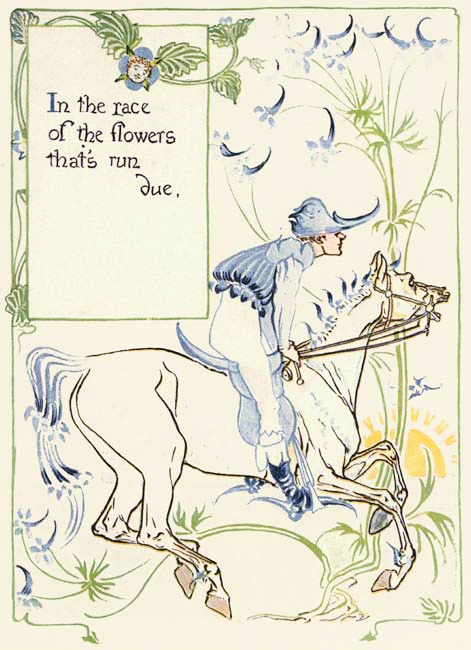 In the race
of the flowers
that's run
due,